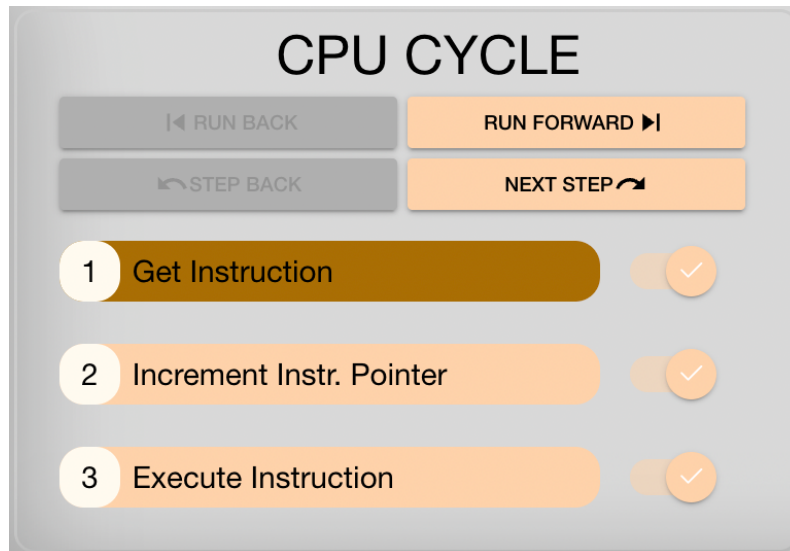 CPU CYCLE
RUN BACK
RUN FORWARD
STEP BACK
NEXT STEP
1 Get Instruction
2 Increment Instr. Pointer
3 Execute Instruction